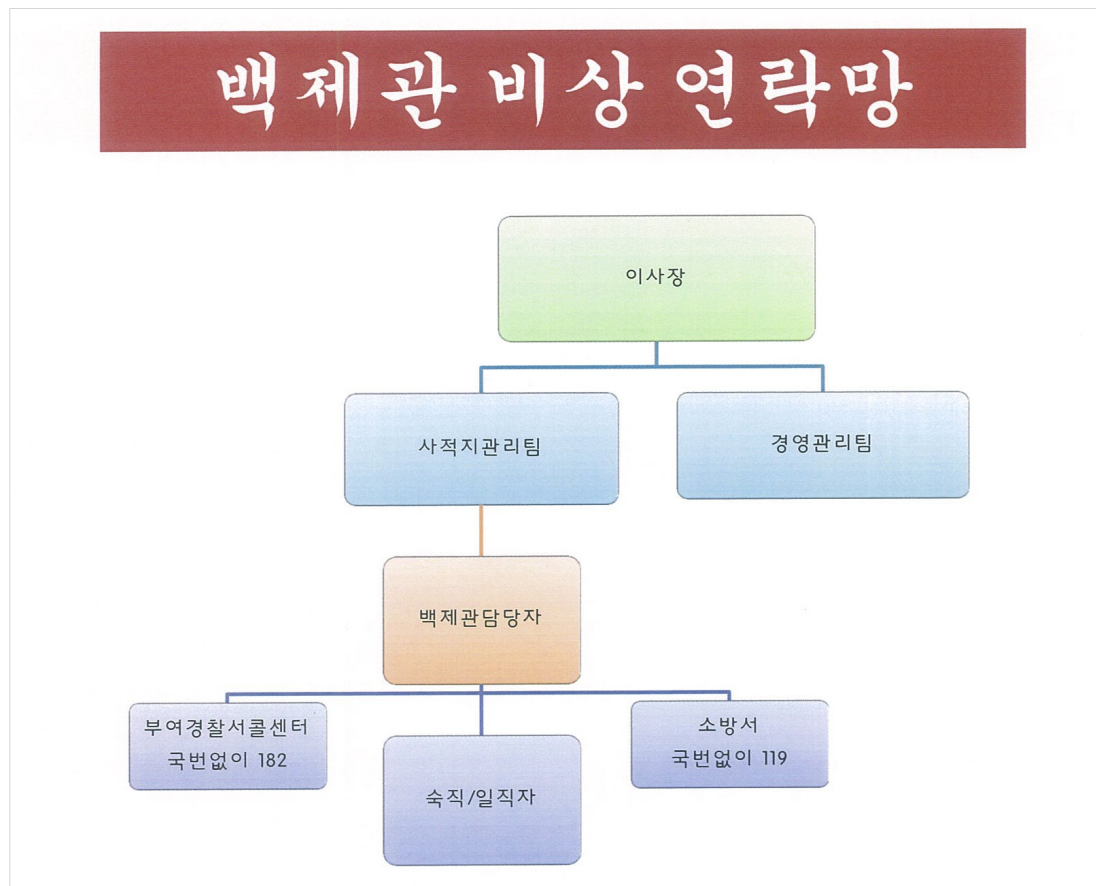 백제관 비상 연락망
이사장
사적지관리팀
경영관리팀
백제관담당자
부여경찰서콜센터
국번없이 182
숙직/일직자
소방서
국번없이 119